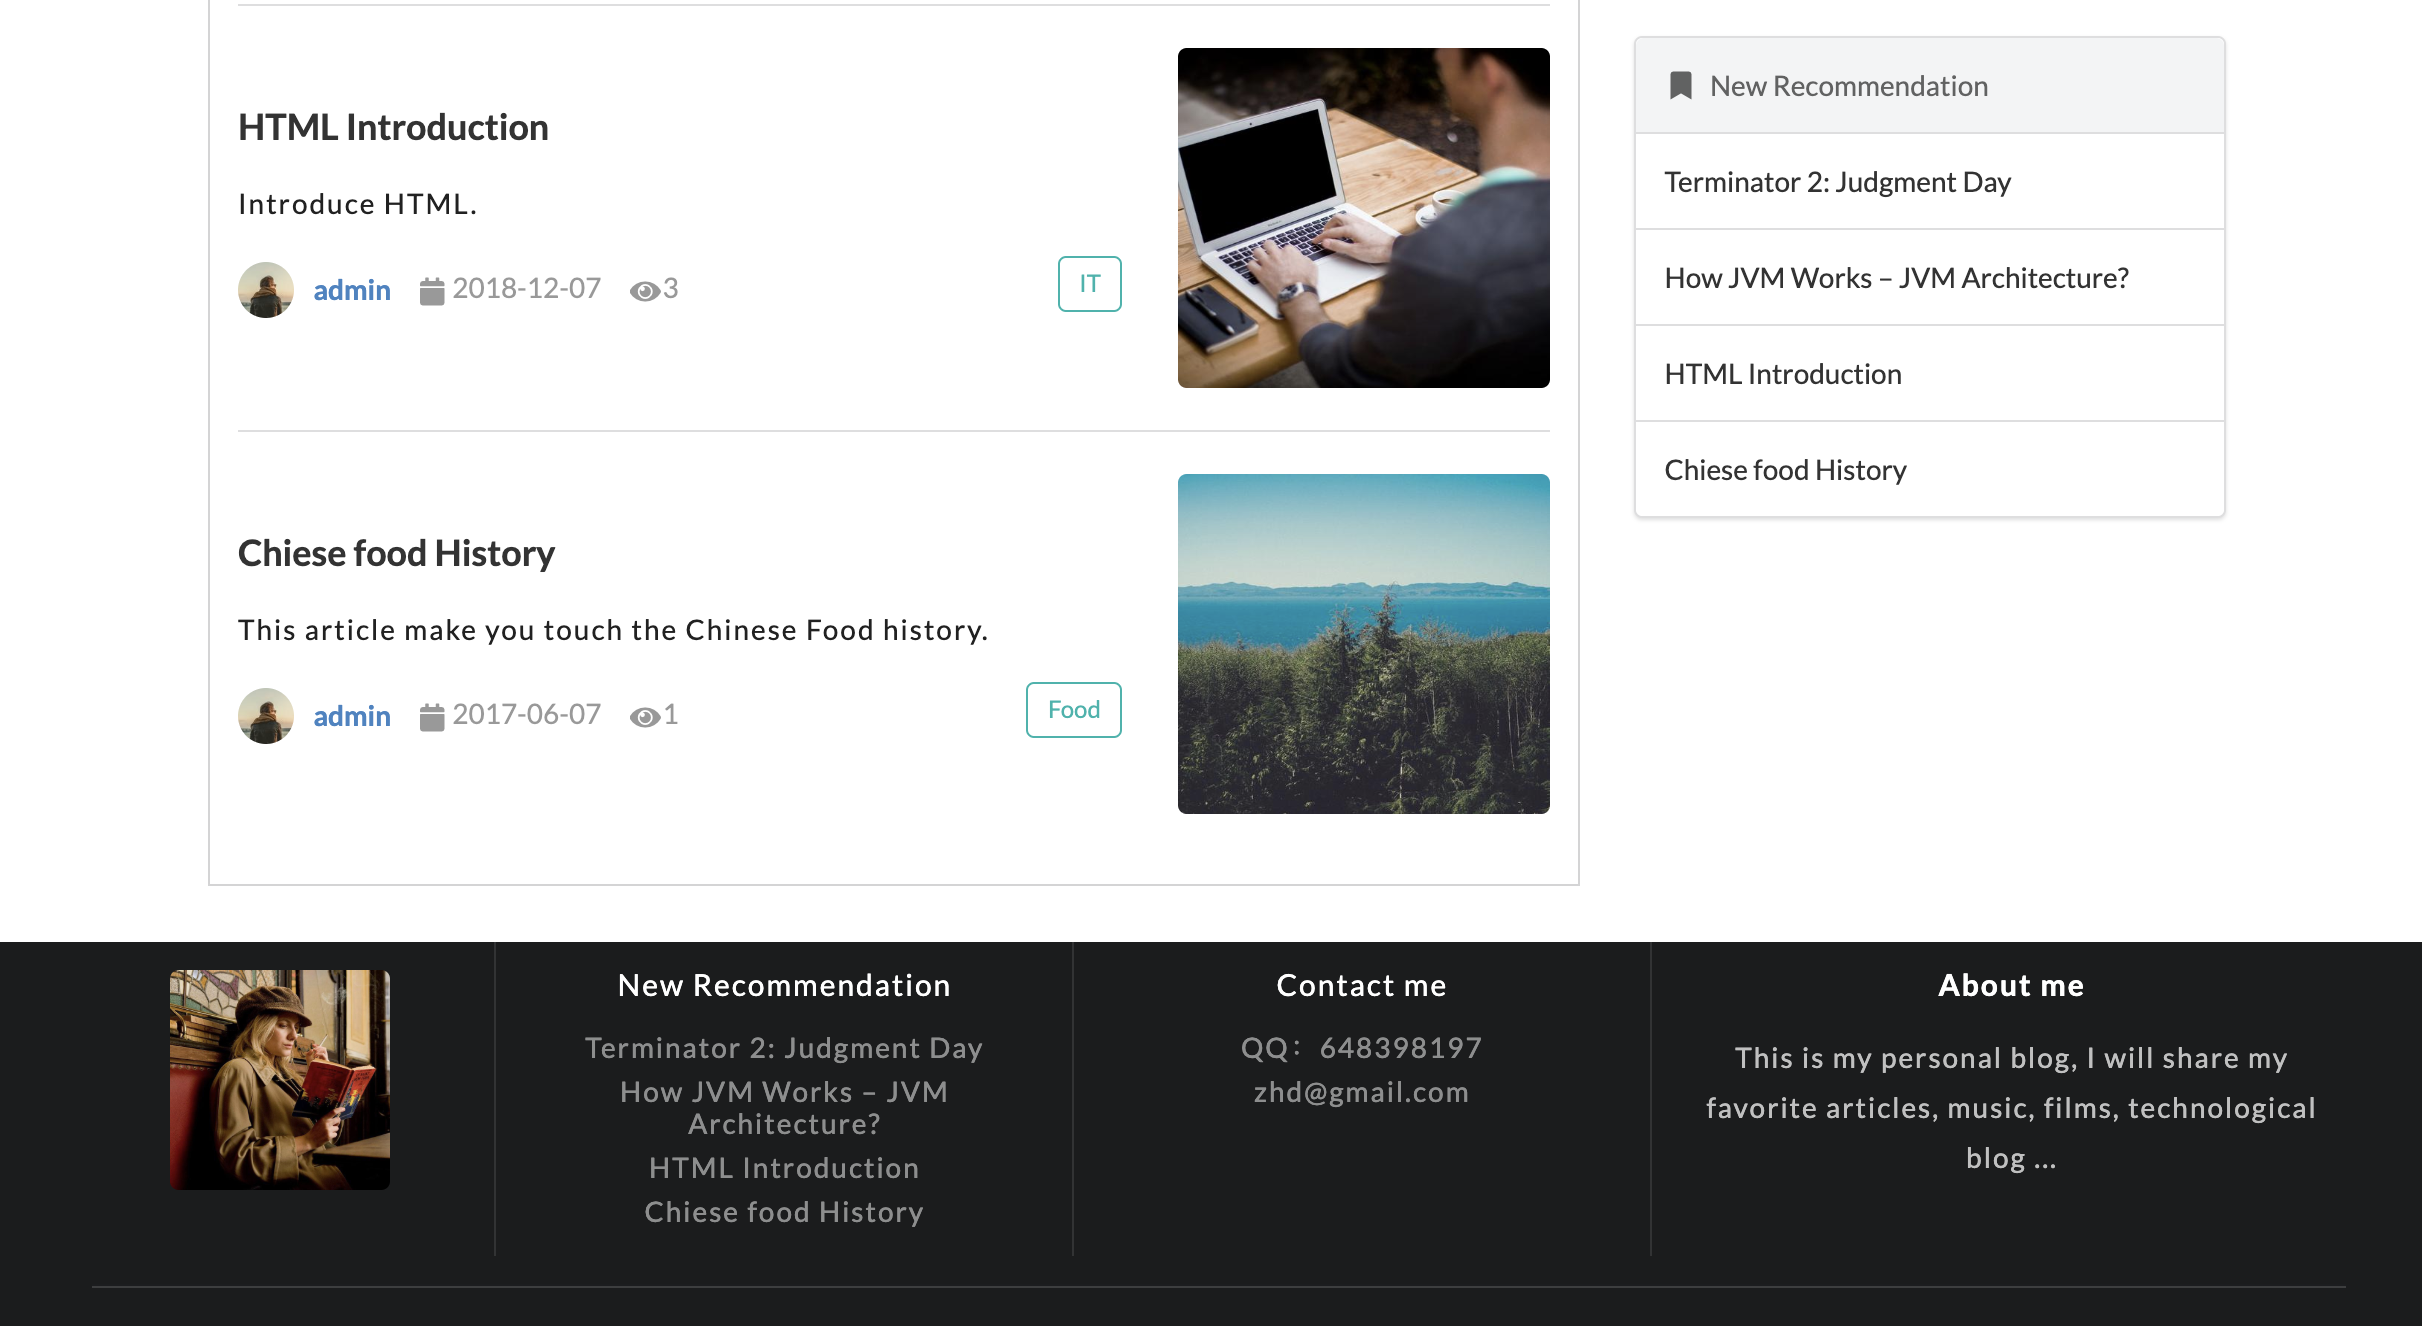 HTML Introduction
Introduce HTML.
admin 2018-12-07 3
IT
Chiese food History
This article make you touch the Chinese Food history.
admin 2017-06-07 1
Food
New Recommendation
Terminator 2: Judgment Day
How JVM Works – JVM Architecture?
HTML Introduction
Chiese food History
New Recommendation
Terminator 2: Judgment Day
How JVM Works – JVM
Architecture?
HTML Introduction
Chiese food History
Contact me
QQ：648398197
zhd@gmail.com
About me
This is my personal blog, I will share my
favorite articles, music, films, technological
blog ...